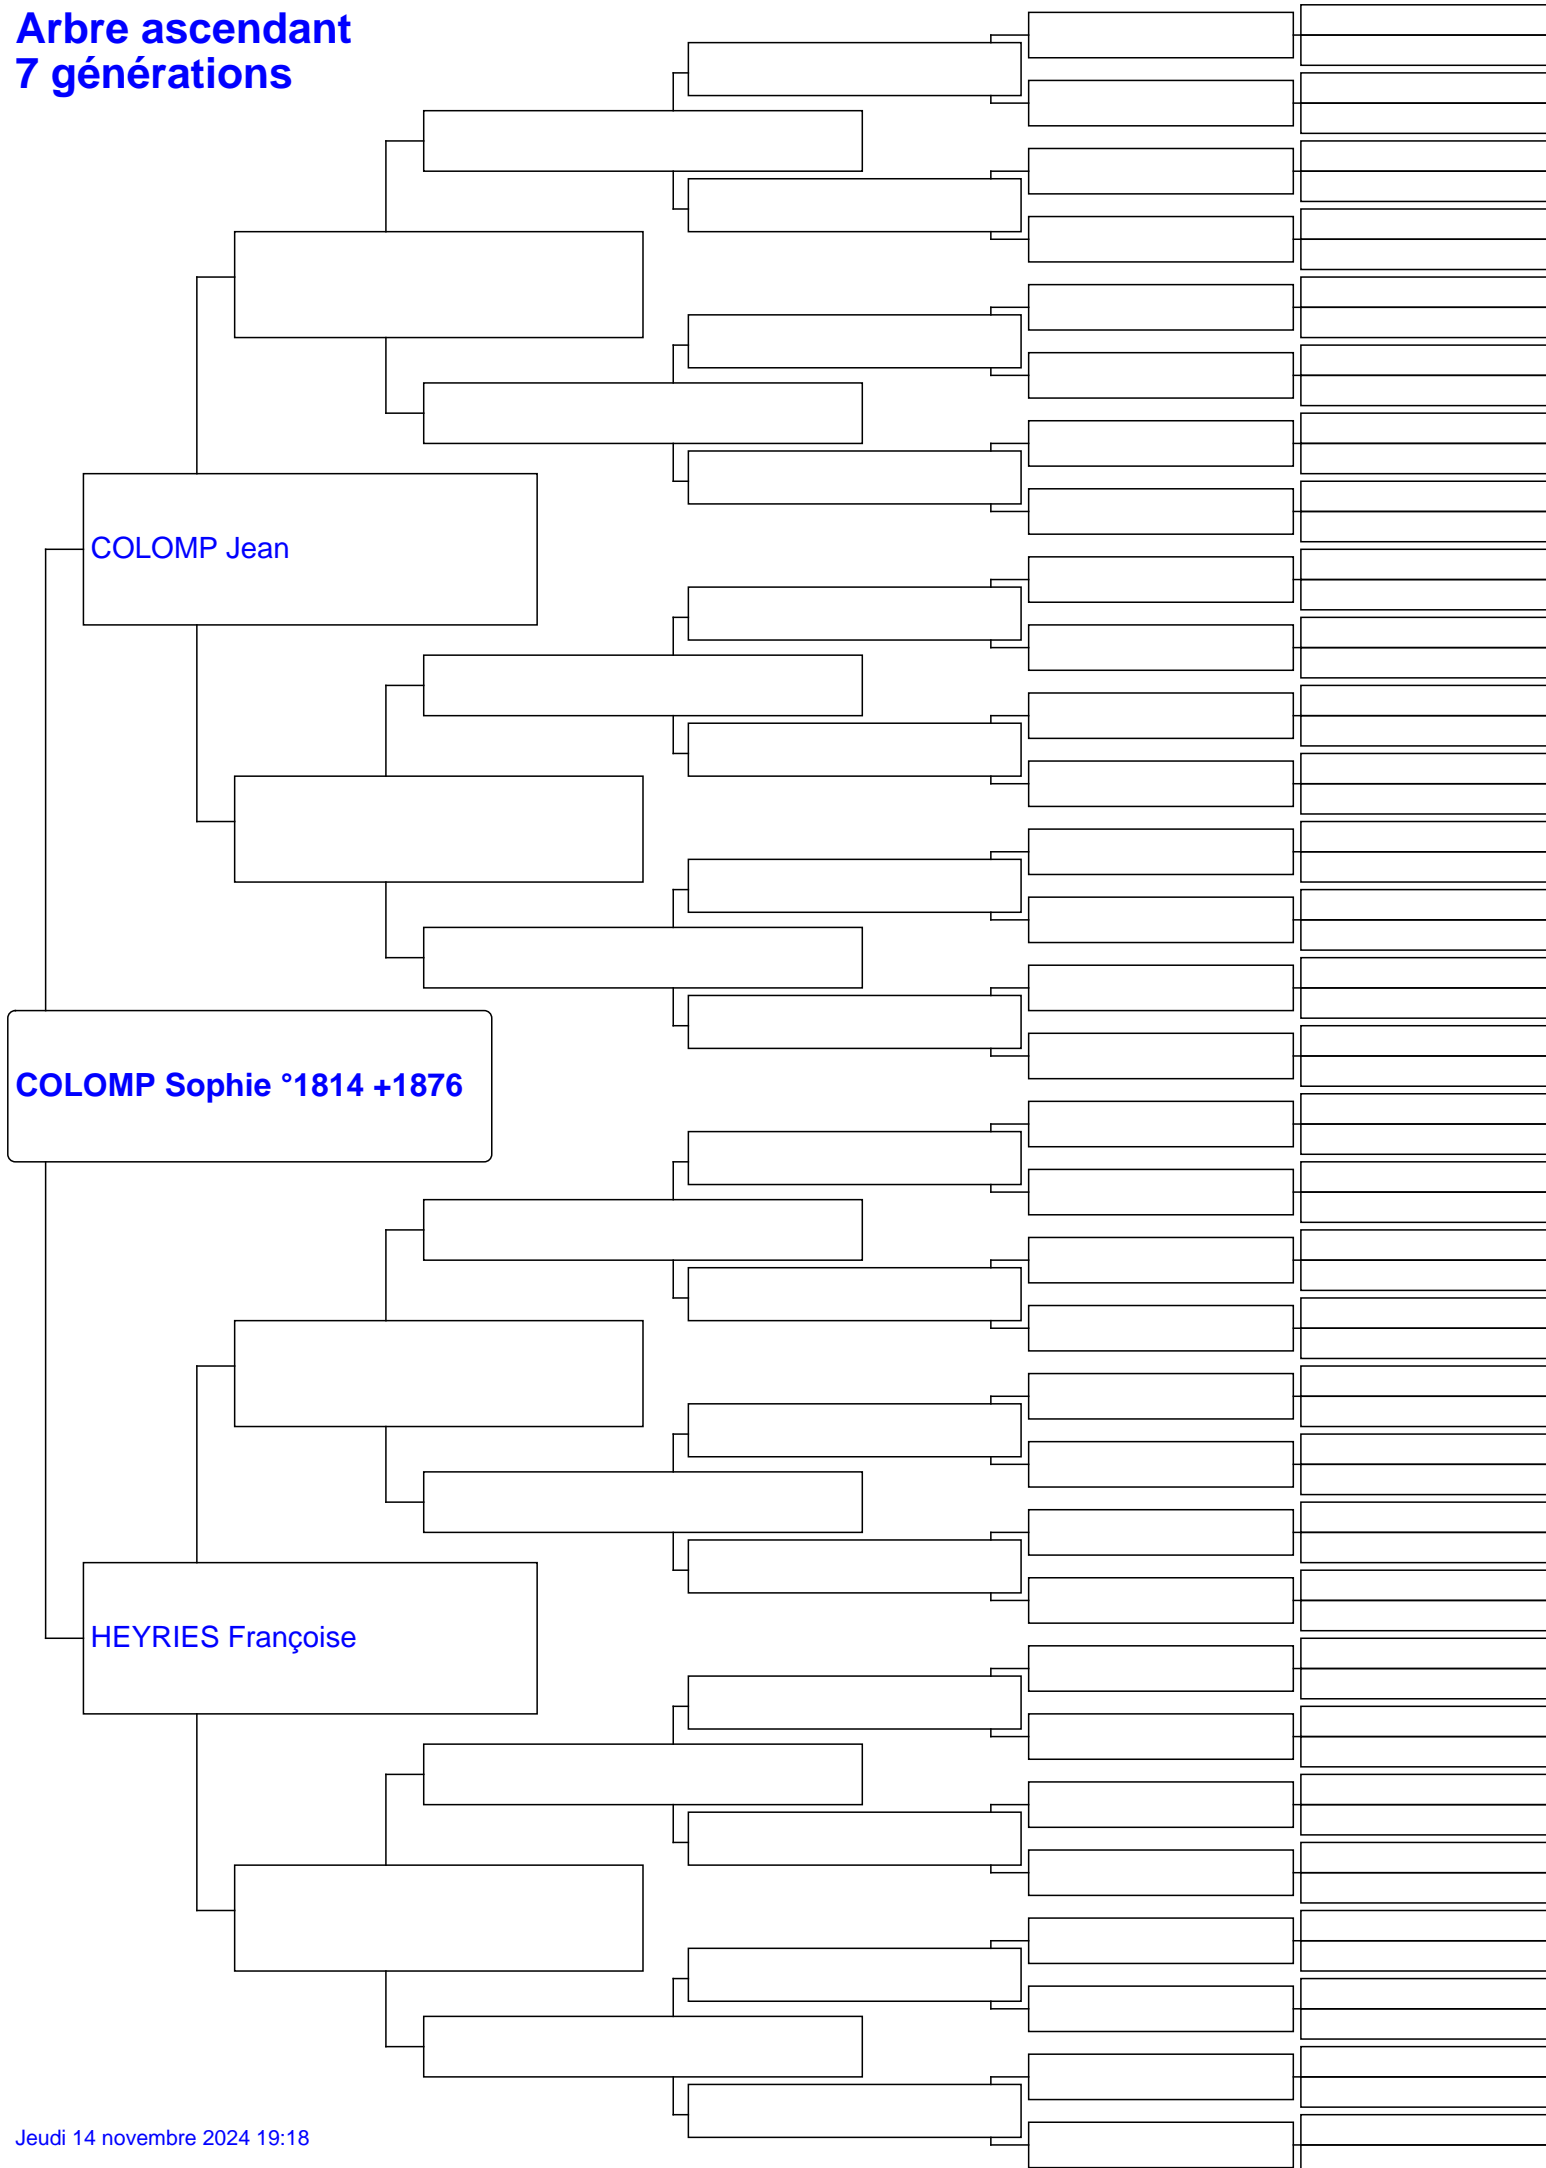 Arbre ascendant
7 générations
COLOMP Jean
COLOMP Sophie °1814 +1876
HEYRIES Françoise
Jeudi 14 novembre 2024 19:18